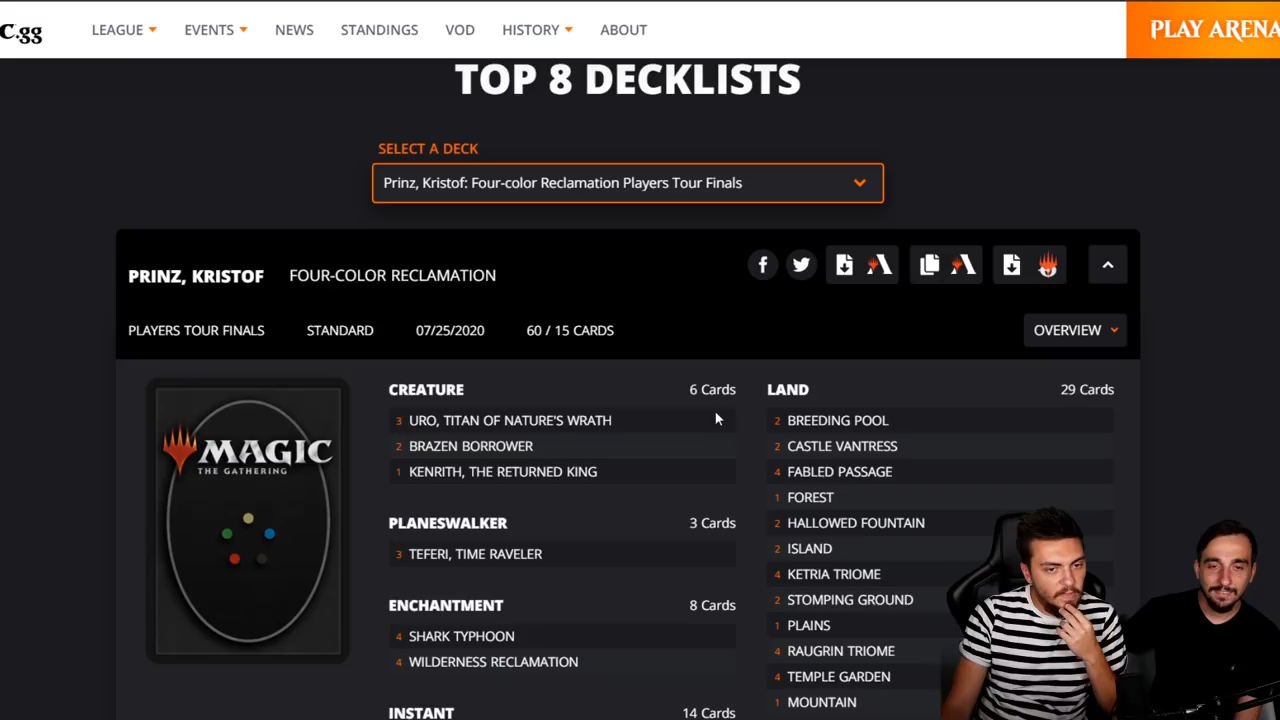 C.gg
LEAGUE
EVENTS
NEWS
STANDINGS
VOD
HISTORY
ABOUT
PLAY ARENA
TOP 8 DECKLISTS
SELECT A DECK
Prinz, Kristof: Four-color Reclamation Players Tour Finals
PRINZ, KRISTOF
FOUR-COLOR RECLAMATION
PLAYERS TOUR FINALS
STANDARD
07/25/2020
60 / 15 CARDS
OVERVIEW
MAGIC
THE GATHERING
CREATURE 6 Cards
3 URO, TITAN OF NATURE'S WRATH
2 BRAZEN BORROWER
1 KENRITH, THE RETURNED KING
PLANESWALKER 3 Cards
3 TEFERI, TIME RAVELER
ENCHANTMENT 8 Cards
4 SHARK TYPHOON
4 WILDERNESS RECLAMATION
INSTANT 14 Cards
LAND 29 Cards
2 BREEDING POOL
2 CASTLE VANTRESS
4 FABLED PASSAGE
1 FOREST
2 HALLOWED FOUNTAIN
2 ISLAND
4 KETRIA TRIOME
2 STOMPING GROUND
1 PLAINS
4 RAUGRIN TRIOME
4 TEMPLE GARDEN
1 MOUNTAIN